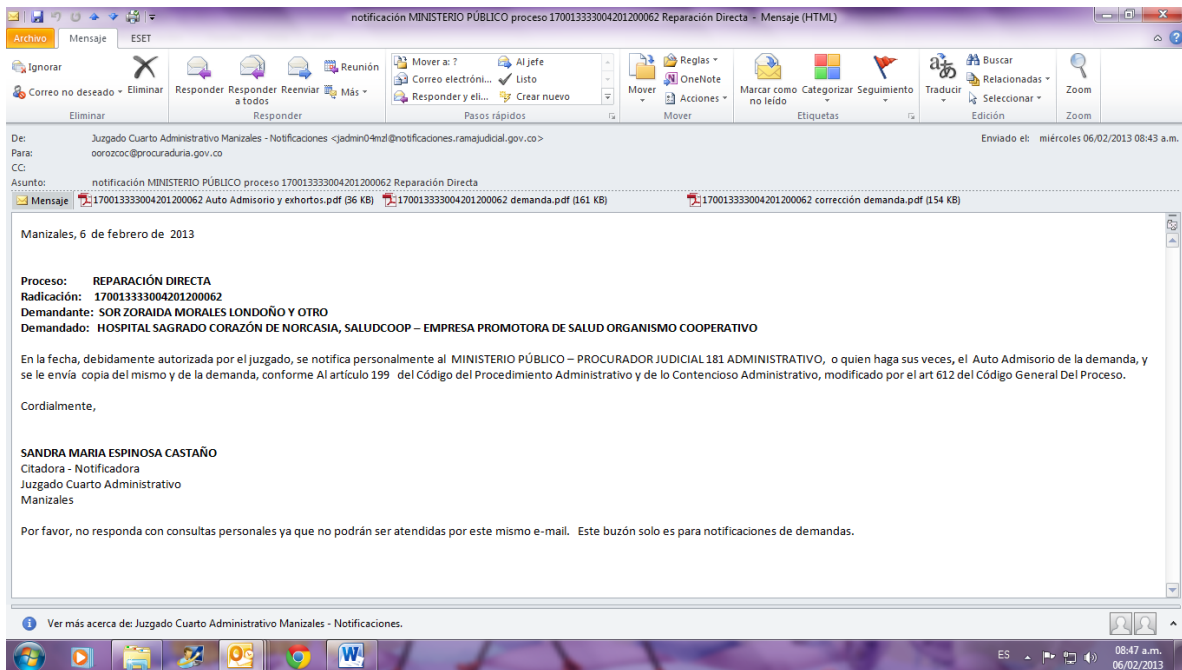 notificación MINISTERIO PÚBLICO proceso 17001333300420120062 Reparación Directa - Mensaje (HTML)
Archivo Mensaje ESET
Ignorar
Correo no deseado
Eliminar
Responder
Responder a todos
Reenviar
Reunión
Más
Mover a: ?
Correo electróni...
Responder y eli...
Al jefe
Listo
Crear nuevo
Mover
Reglas
OneNote
Acciones
Marcar como no leído
Categorizar
Seguimiento
Traducir
Buscar
Relacionadas
Seleccionar
Zoom
Eliminar Responder Pasos rápidos Mover Etiquetas Edición Zoom
De: Juzgado Cuarto Administrativo Manizales - Notificaciones <jadmin04mzl@notificaciones.ramajudicial.gov.co> Enviado el: miércoles 06/02/2013 08:43 a.m.
Para: oorozcoc@procuraduria.gov.co
CC:
Asunto: notificación MINISTERIO PÚBLICO proceso 170013333004201200062 Reparación Directa
Mensaje 170013333004201200062 Auto Admisorio y exhortos.pdf (36 KB) 170013333004201200062 demanda.pdf (161 KB) 170013333004201200062 corrección demanda.pdf (154 KB)
Manizales, 6 de febrero de 2013
Proceso: REPARACIÓN DIRECTA
Radicación: 170013333004201200062
Demandante: SOR ZORAIDA MORALES LONDOÑO Y OTRO
Demandado: HOSPITAL SAGRADO CORAZÓN DE NORCASIA, SALUDCOOP – EMPRESA PROMOTORA DE SALUD ORGANISMO COOPERATIVO
En la fecha, debidamente autorizada por el juzgado, se notifica personalmente al MINISTERIO PÚBLICO – PROCURADOR JUDICIAL 181 ADMINISTRATIVO, o quien haga sus veces, el Auto Admisorio de la demanda, y
se le envía copia del mismo y de la demanda, conforme Al artículo 199 del Código del Procedimiento Administrativo y de lo Contencioso Administrativo, modificado por el art 612 del Código General Del Proceso.
Cordialmente,
SANDRA MARIA ESPINOSA CASTAÑO
Citadora - Notificadora
Juzgado Cuarto Administrativo
Manizales
Por favor, no responda con consultas personales ya que no podrán ser atendidas por este mismo e-mail. Este buzón solo es para notificaciones de demandas.
Ver más acerca de: Juzgado Cuarto Administrativo Manizales - Notificaciones.
ES
08:47 a.m.
06/02/2013